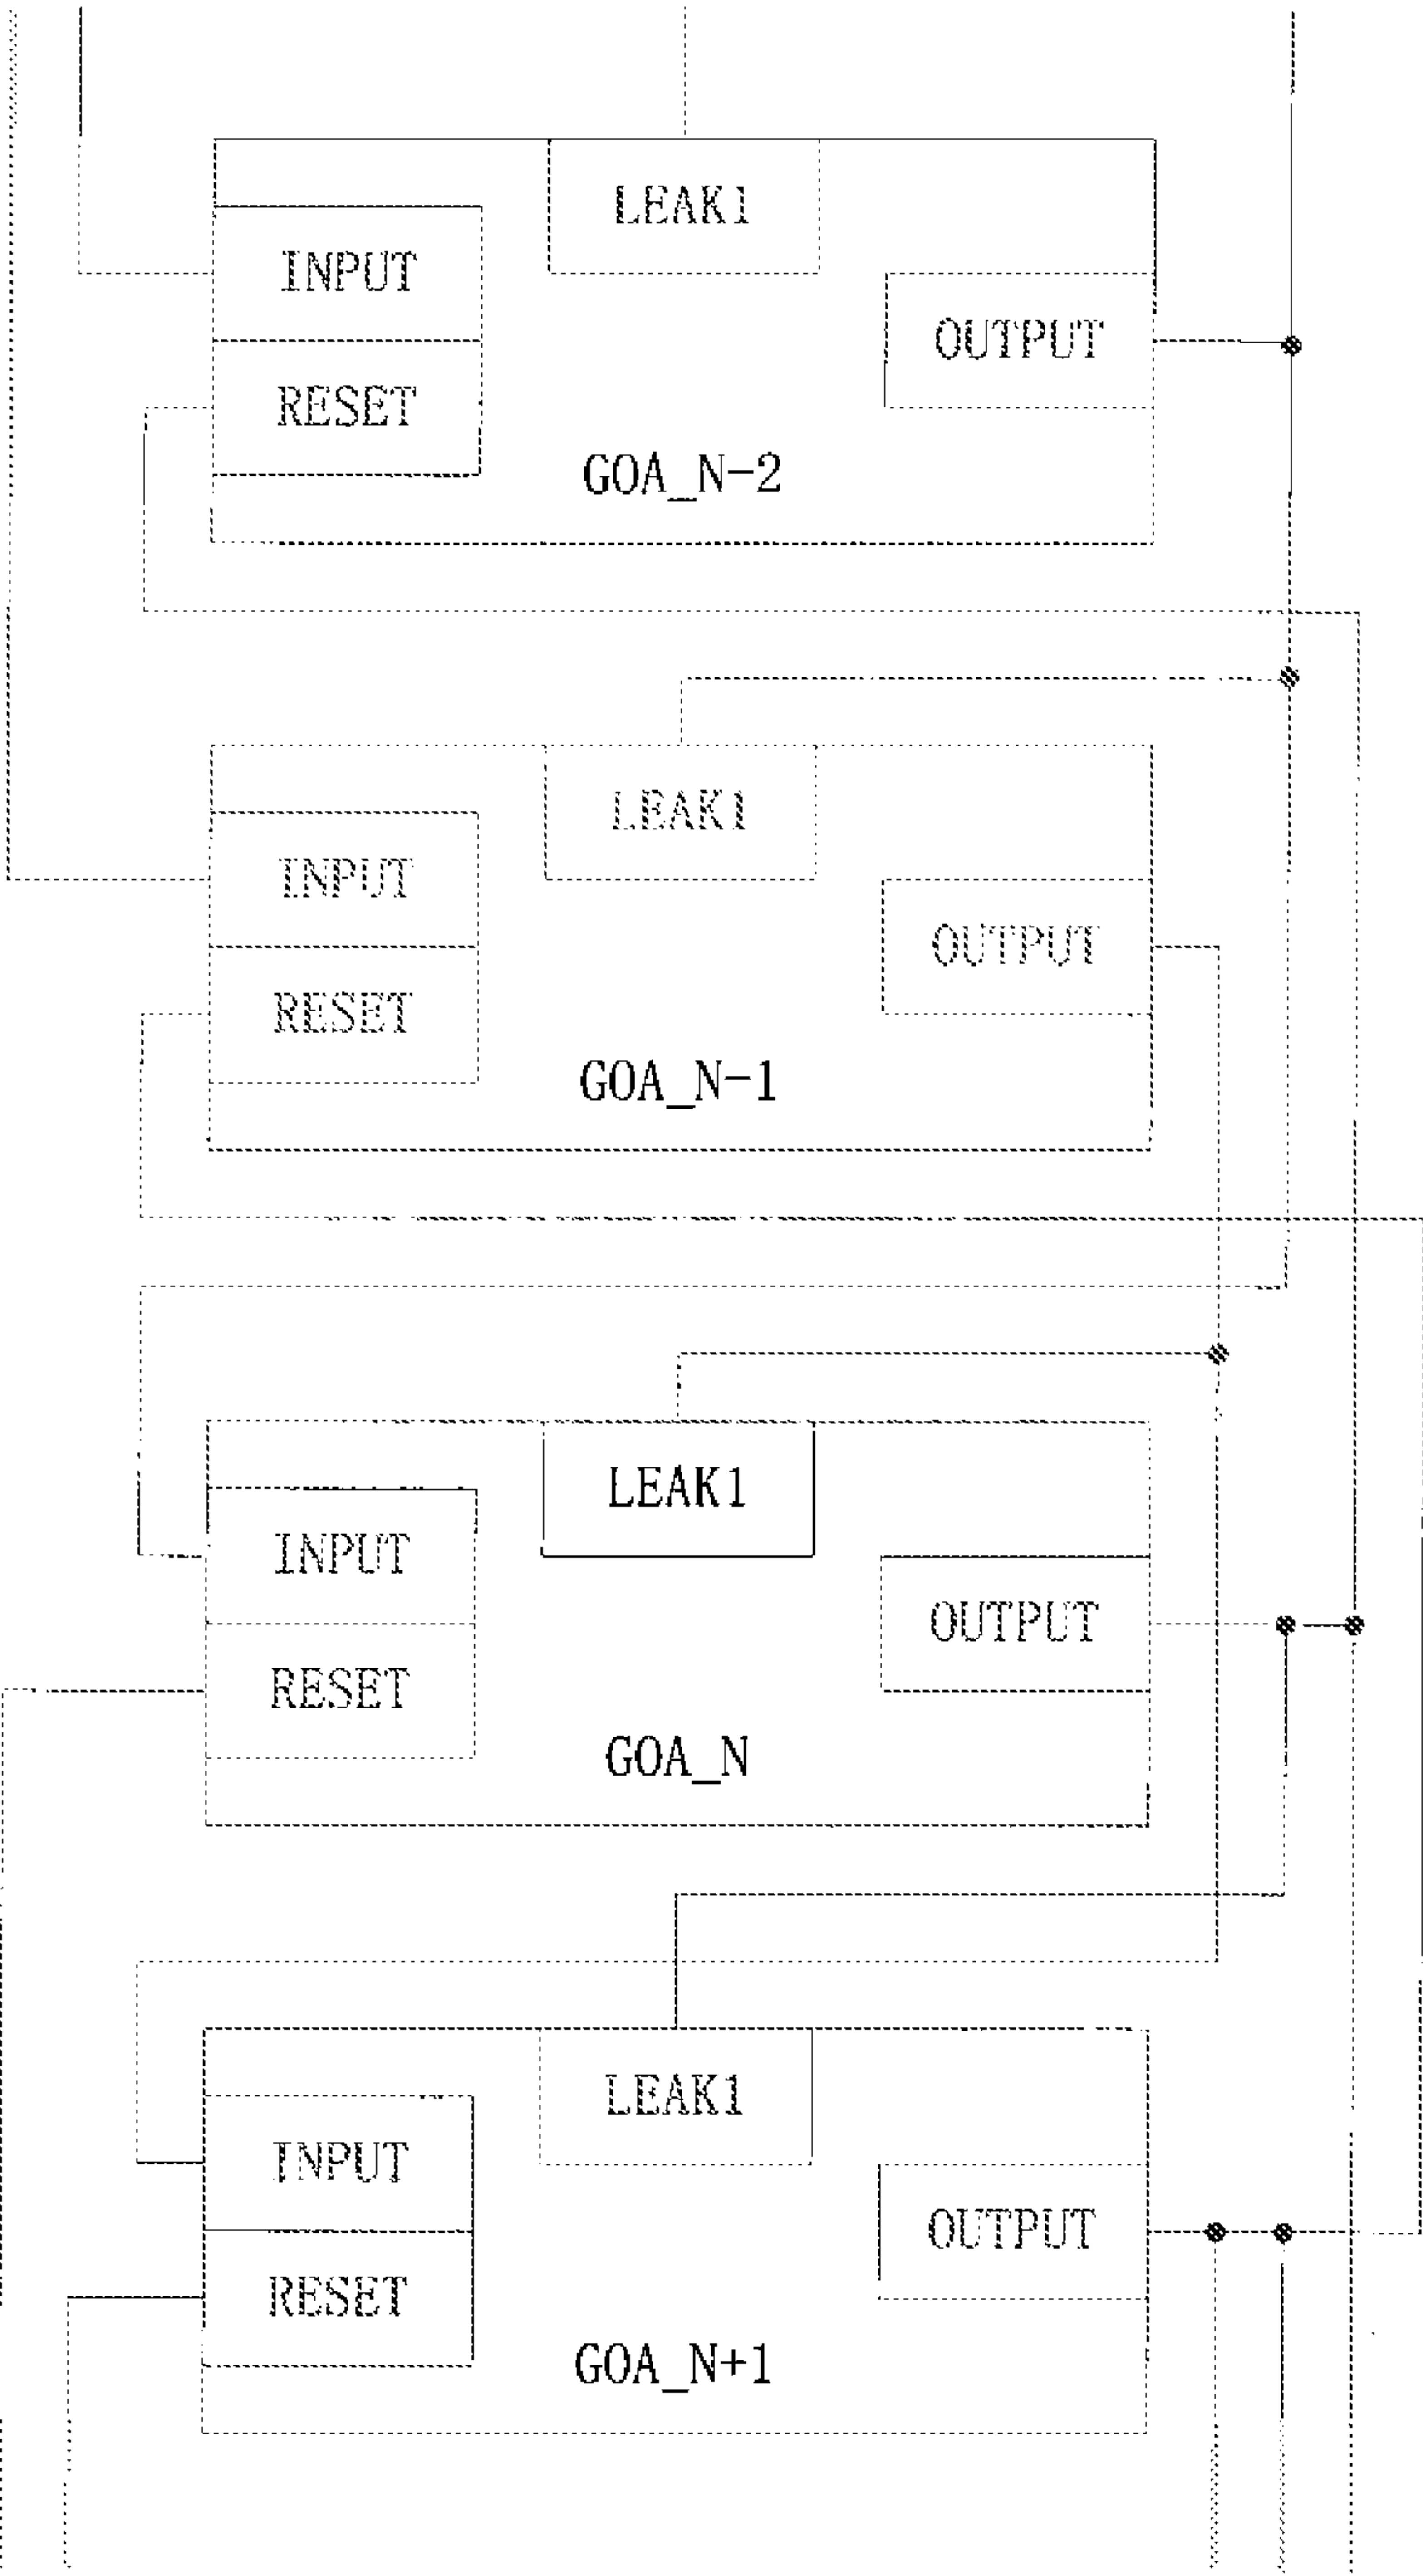 LEAK1
INPUT
OUTPUT
RESET
GOA_N-2
LEAK1
INPUT
OUTPUT
RESET
GOA_N-1
LEAK1
INPUT
OUTPUT
RESET
GOA_N
LEAK1
INPUT
OUTPUT
RESET
GOA_N+1